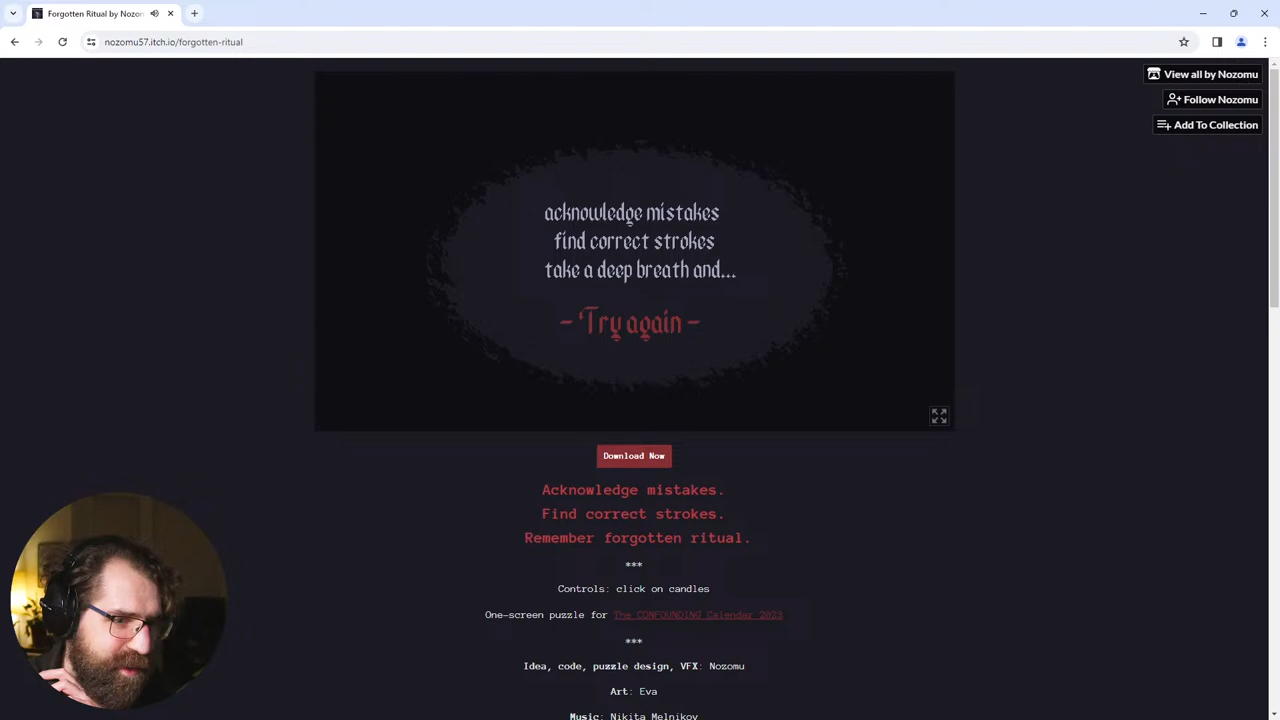 Forgotten Ritual by Nozom
nozomu57.itch.io/forgotten-ritual
View all by Nozomu
Follow Nozomu
Add To Collection
acknowledge mistakes
find correct strokes
take a deep breath and...
- Try again -
Download Now
Acknowledge mistakes.
Find correct strokes.
Remember forgotten ritual.
***
Controls: click on candles
One-screen puzzle for The CONFOUNDING Calendar 2023
***
Idea, code, puzzle design, VFX: Nozomu
Art: Eva
Music: Nikita Melnikov